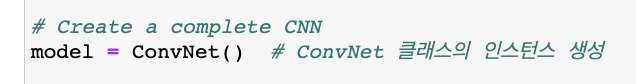 # Create a complete CNN
model = ConvNet()  # ConvNet 클래스의 인스턴스 생성